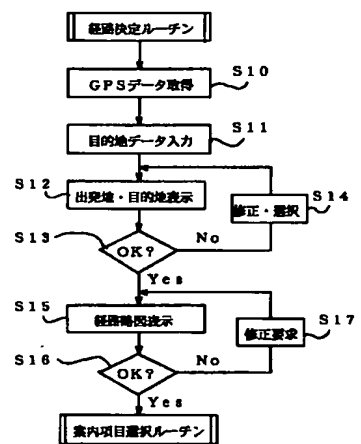 経路決定ルーチン
S10
GPSデータ取得
S11
目的地データ入力
S12
出発地・目的地表示
S14
修正・選択
S13
OK?
No
Yes
S15
経路略図表示
S17
修正要求
S16
OK?
No
Yes
案内項目選択ルーチン